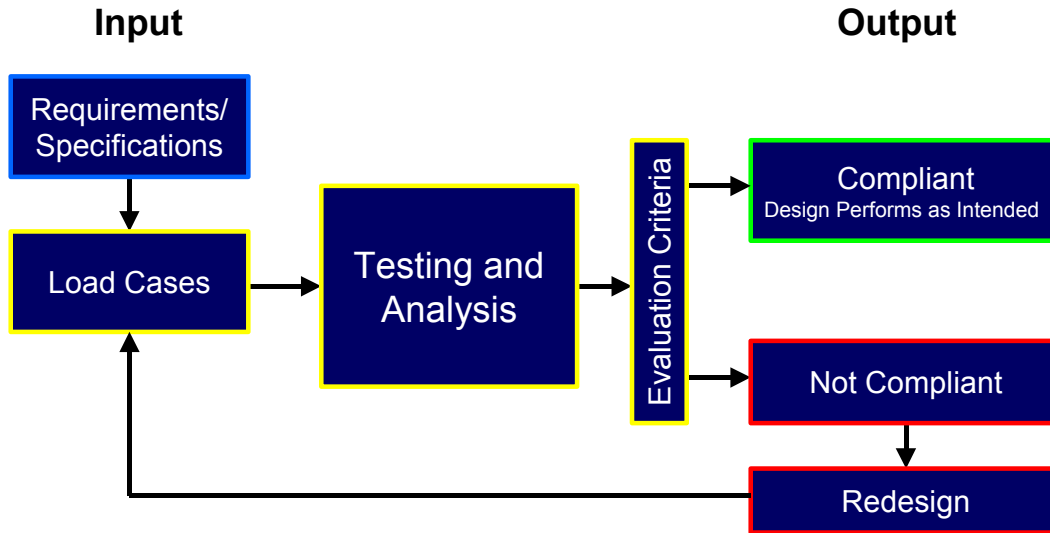 Input
Output
Requirements/
Specifications
Load Cases
Testing and
Analysis
Evaluation Criteria
Compliant
Design Performs as Intended
Not Compliant
Redesign